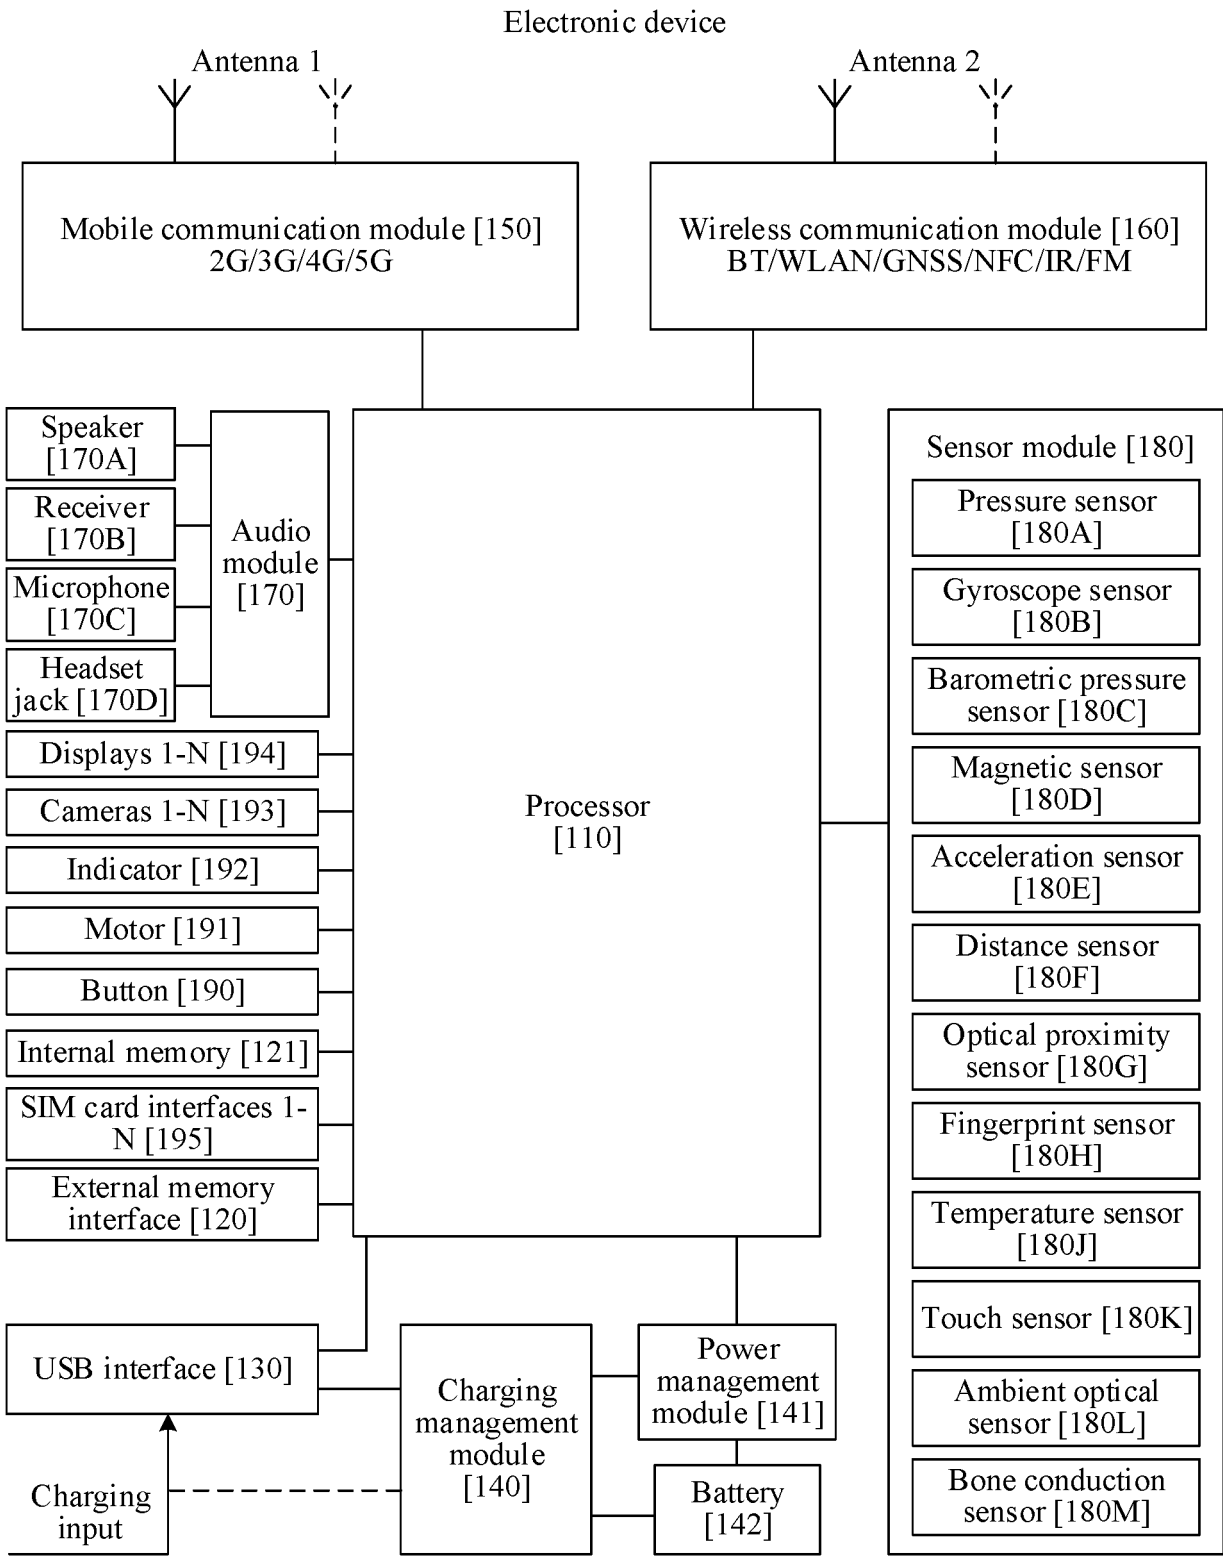 Electronic device
Antenna 1
Antenna 2
Mobile communication module [150]
2G/3G/4G/5G
Wireless communication module [160]
BT/WLAN/GNSS/NFC/IR/FM
Speaker
[170A]
Receiver
[170B]
Microphone
[170C]
Headset
jack [170D]
Audio
module
[170]
Displays 1-N [194]
Cameras 1-N [193]
Indicator [192]
Motor [191]
Button [190]
Internal memory [121]
SIM card interfaces 1-
N [195]
External memory
interface [120]
Processor
[110]
Sensor module [180]
Pressure sensor
[180A]
Gyroscope sensor
[180B]
Barometric pressure
sensor [180C]
Magnetic sensor
[180D]
Acceleration sensor
[180E]
Distance sensor
[180F]
Optical proximity
sensor [180G]
Fingerprint sensor
[180H]
Temperature sensor
[180J]
Touch sensor [180K]
Ambient optical
sensor [180L]
Bone conduction
sensor [180M]
USB interface [130]
Charging
input
Charging
management
module
[140]
Power
management
module [141]
Battery
[142]